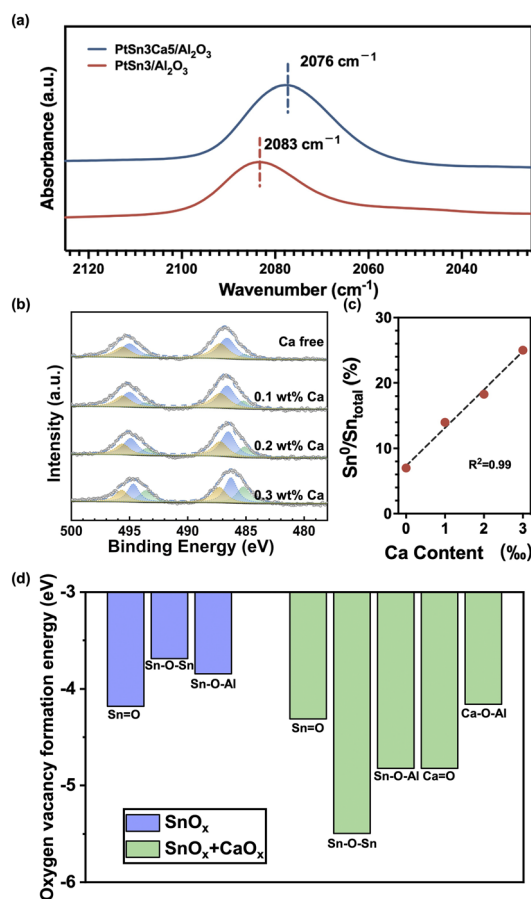 (a)
PtSn3Ca5/Al₂O₃
PtSn3/Al₂O₃
2076 cm⁻¹
2083 cm⁻¹
Absorbance (a.u.)
2120 2100 2080 2060 2040
Wavenumber (cm⁻¹)
(b)
Ca free
0.1 wt% Ca
0.2 wt% Ca
0.3 wt% Ca
Intensity (a.u.)
500 495 490 485 480
Binding Energy (eV)
(c)
30
20
10
0
Sn⁰/Sn_total (%)
R²=0.99
0 1 2 3
Ca Content (‰)
(d)
Oxygen vacancy formation energy (eV)
-3
-4
-5
-6
Sn=O
Sn-O-Sn
Sn-O-Al
Sn=O
Sn-O-Sn
Sn-O-Al
Ca=O
Ca-O-Al
SnOₓ
SnOₓ+CaOₓ